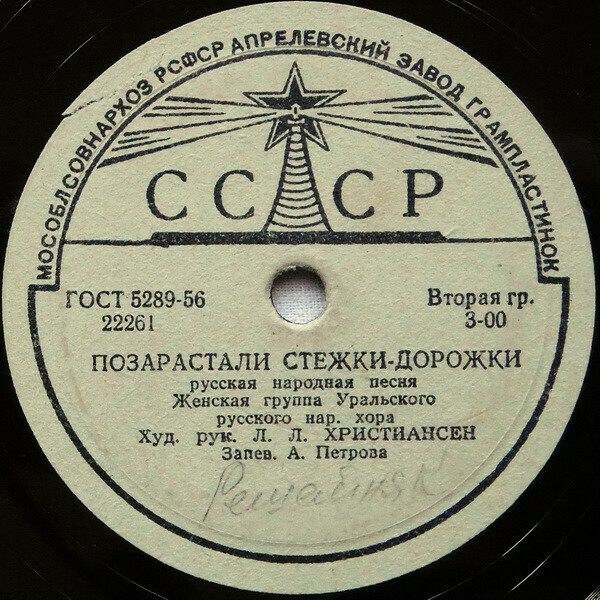 МОСОБЛСОВНАРХОЗ РСФСР АПРЕЛЕВСКИЙ ЗАВОД ГРАМПЛАСТИНОК
СССР
ГОСТ 5289-56
22261
Вторая гр.
3-00
ПОЗАРАСТАЛИ СТЕЖКИ-ДОРОЖКИ
русская народная песня
Женская группа Уральского
русского нар. хора
Худ. рук. Л. Л. ХРИСТИАНСЕН
Запев. А. Петрова